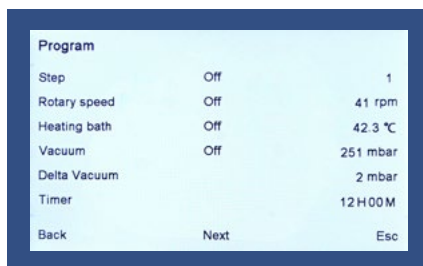 Program
Step Off 1
Rotary speed Off 41 rpm
Heating bath Off 42.3 ℃
Vacuum Off 251 mbar
Delta Vacuum 2 mbar
Timer 12H00M
Back Next Esc